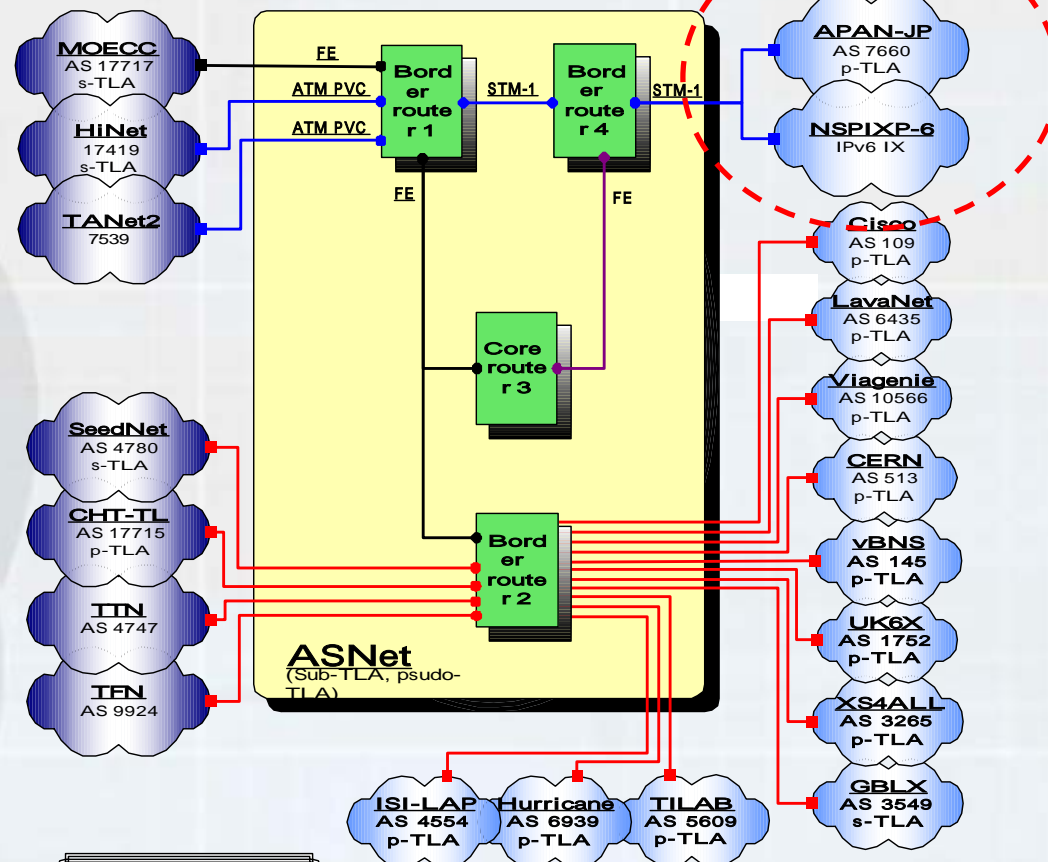 MOECC
AS 17717
s-TLA
HiNet
17419
s-TLA
TANet2
7539
FE
ATM PVC
ATM PVC
Bord
er
route
r 1
STM-1
Bord
er
route
r 4
STM-1
APAN-JP
AS 7660
p-TLA
NSPIXP-6
IPv6 IX
FE
FE
Core
route
r 3
Cisco
AS 109
p-TLA
LavaNet
AS 6435
p-TLA
Viagenie
AS 10566
p-TLA
CERN
AS 513
p-TLA
vBNS
AS 145
p-TLA
UK6X
AS 1752
p-TLA
XS4ALL
AS 3265
p-TLA
GBLX
AS 3549
s-TLA
SeedNet
AS 4780
s-TLA
CHT-TL
AS 17715
p-TLA
TTN
AS 4747
TFN
AS 9924
Bord
er
route
r 2
ASNet
(Sub-TLA, psudo-
TLA)
ISI-LAP
AS 4554
p-TLA
Hurricane
AS 6939
p-TLA
TILAB
AS 5609
p-TLA